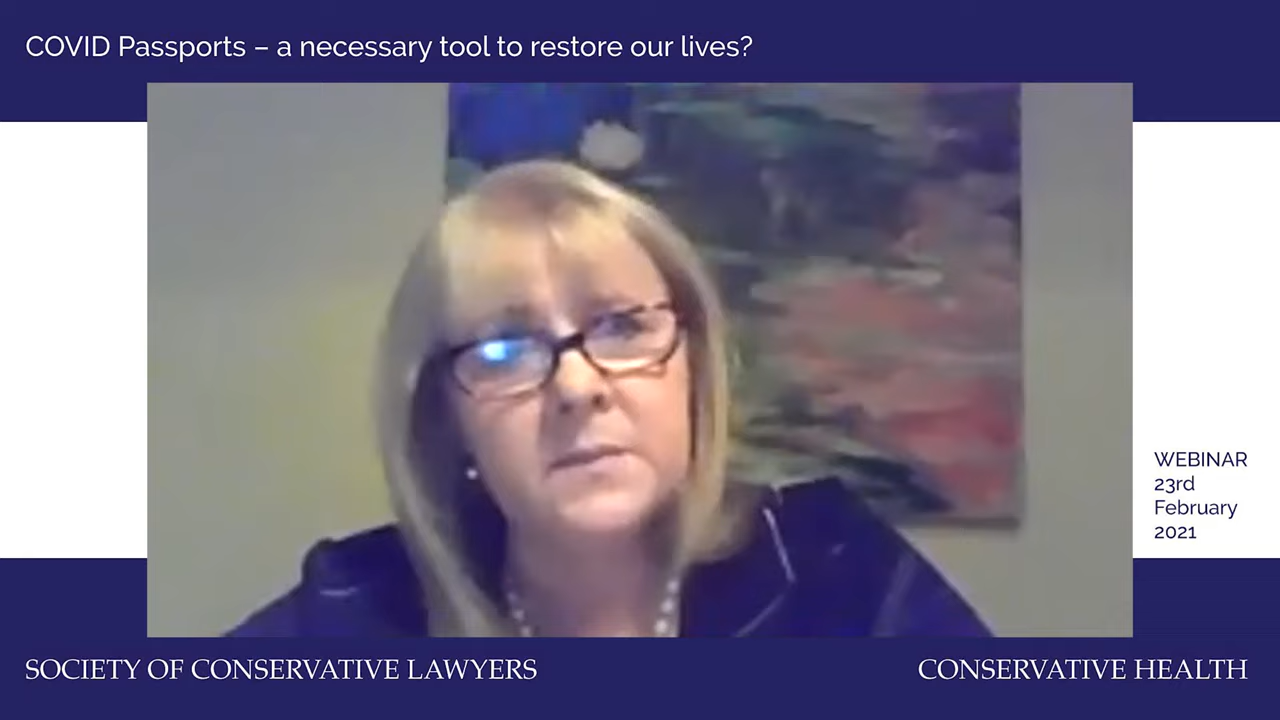 COVID Passports – a necessary tool to restore our lives?
WEBINAR
23rd
February
2021
SOCIETY OF CONSERVATIVE LAWYERS
CONSERVATIVE HEALTH